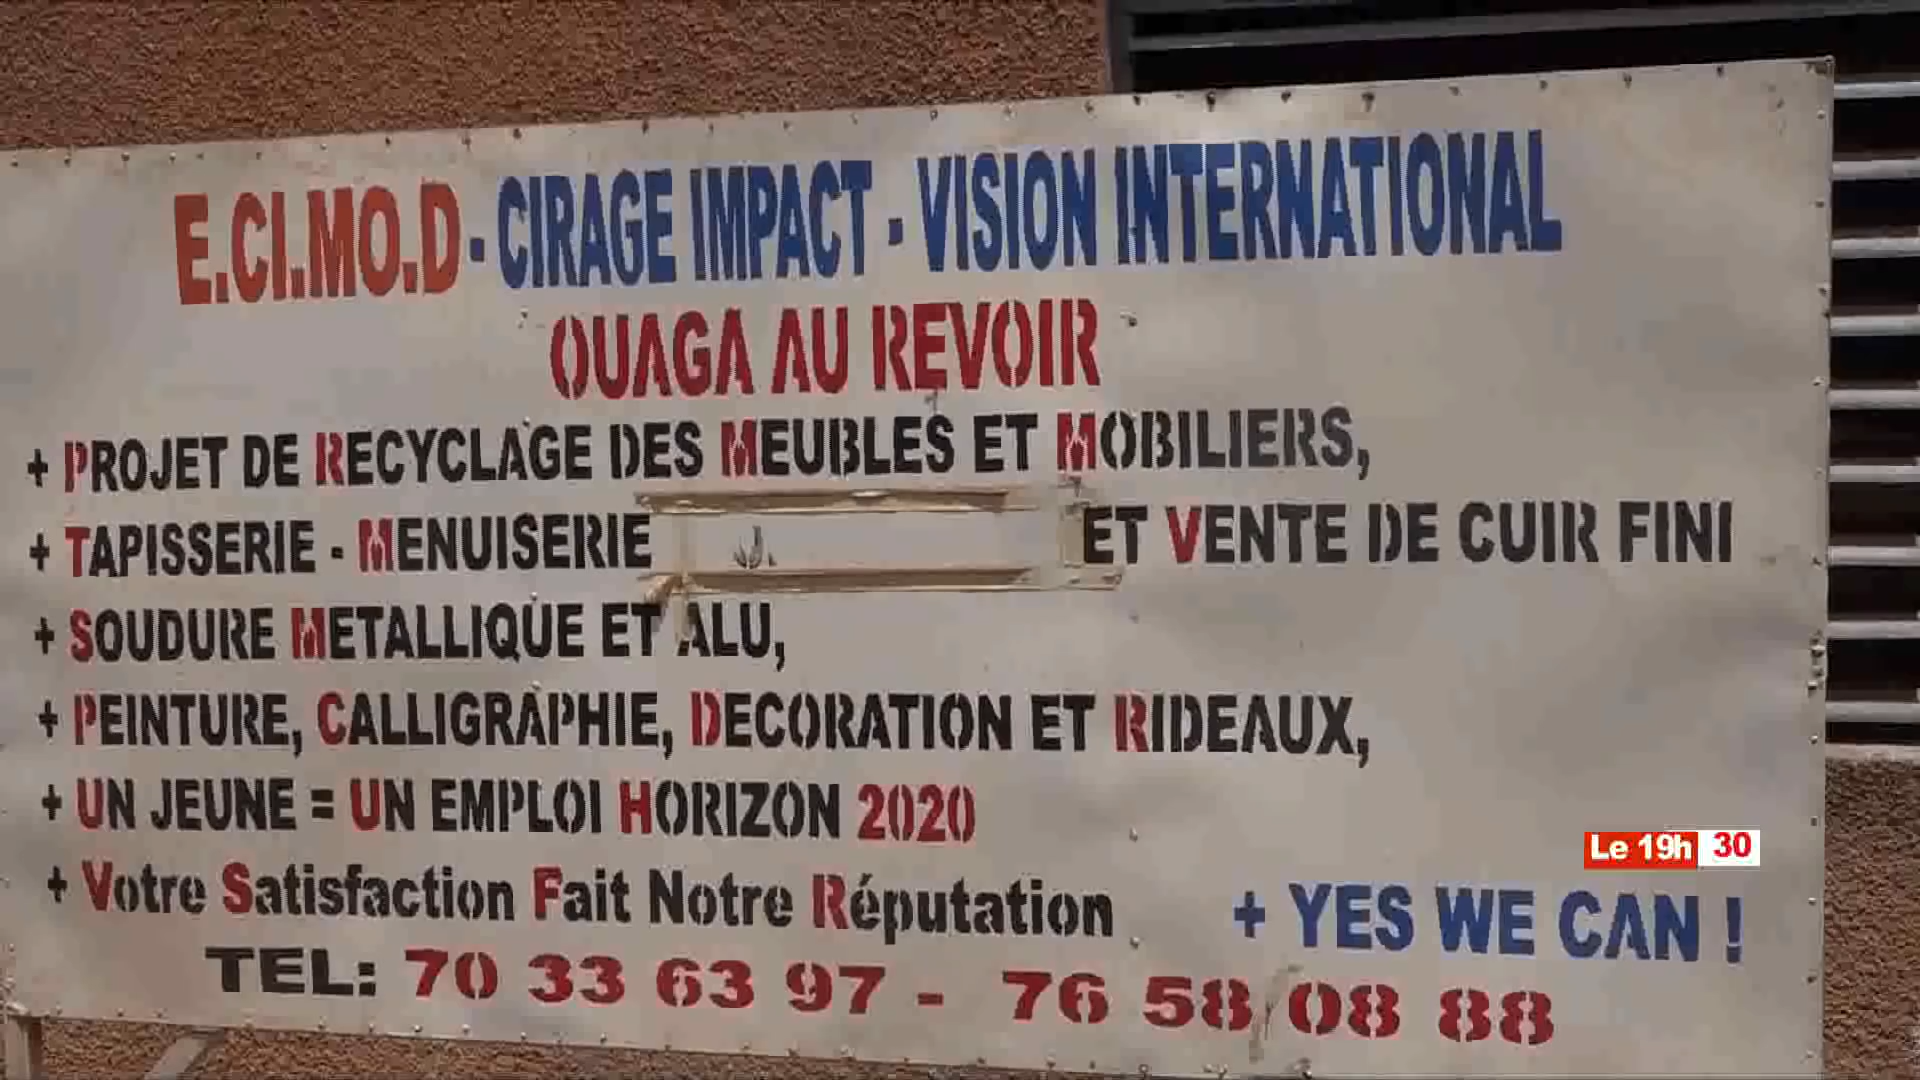 E.CI.MO.D - CIRAGE IMPACT - VISION INTERNATIONAL
OUAGA AU REVOIR
+ PROJET DE RECYCLAGE DES MEUBLES ET MOBILIERS,
+ TAPISSERIE - MENUISERIE ET VENTE DE CUIR FINI
+ SOUDURE METALLIQUE ET ALU,
+ PEINTURE, CALLIGRAPHIE, DECORATION ET RIDEAUX,
+ UN JEUNE = UN EMPLOI HORIZON 2020
Le 19h 30
+ Votre Satisfaction Fait Notre Réputation + YES WE CAN !
TEL: 70 33 63 97 - 76 58 08 88